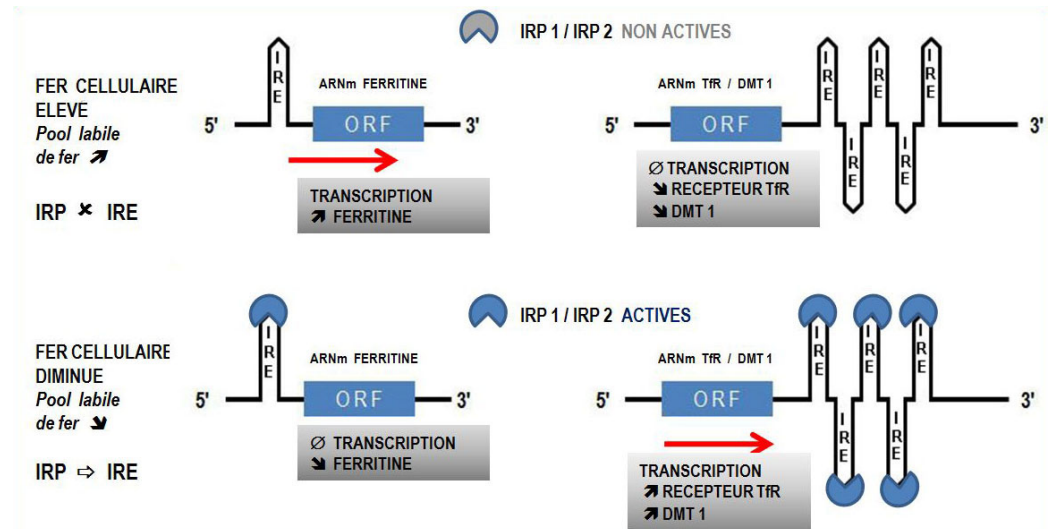 IRP 1 / IRP 2 NON ACTIVES
FER CELLULAIRE
ELEVE
Pool labile
de fer ↗
IRP × IRE
IRE
ARNm FERRITINE
5' ORF 3'
TRANSCRIPTION
↗ FERRITINE
ARNm TfR / DMT 1
5' ORF 3'
IRE IRE IRE
IRE IRE
Ø TRANSCRIPTION
↘ RECEPTEUR TfR
↘ DMT 1
IRP 1 / IRP 2 ACTIVES
FER CELLULAIRE
DIMINUE
Pool labile
de fer ↘
IRP ⇨ IRE
IRE
ARNm FERRITINE
5' ORF 3'
Ø TRANSCRIPTION
↘ FERRITINE
ARNm TfR / DMT 1
5' ORF 3'
IRE IRE IRE
IRE IRE
TRANSCRIPTION
↗ RECEPTEUR TfR
↗ DMT 1